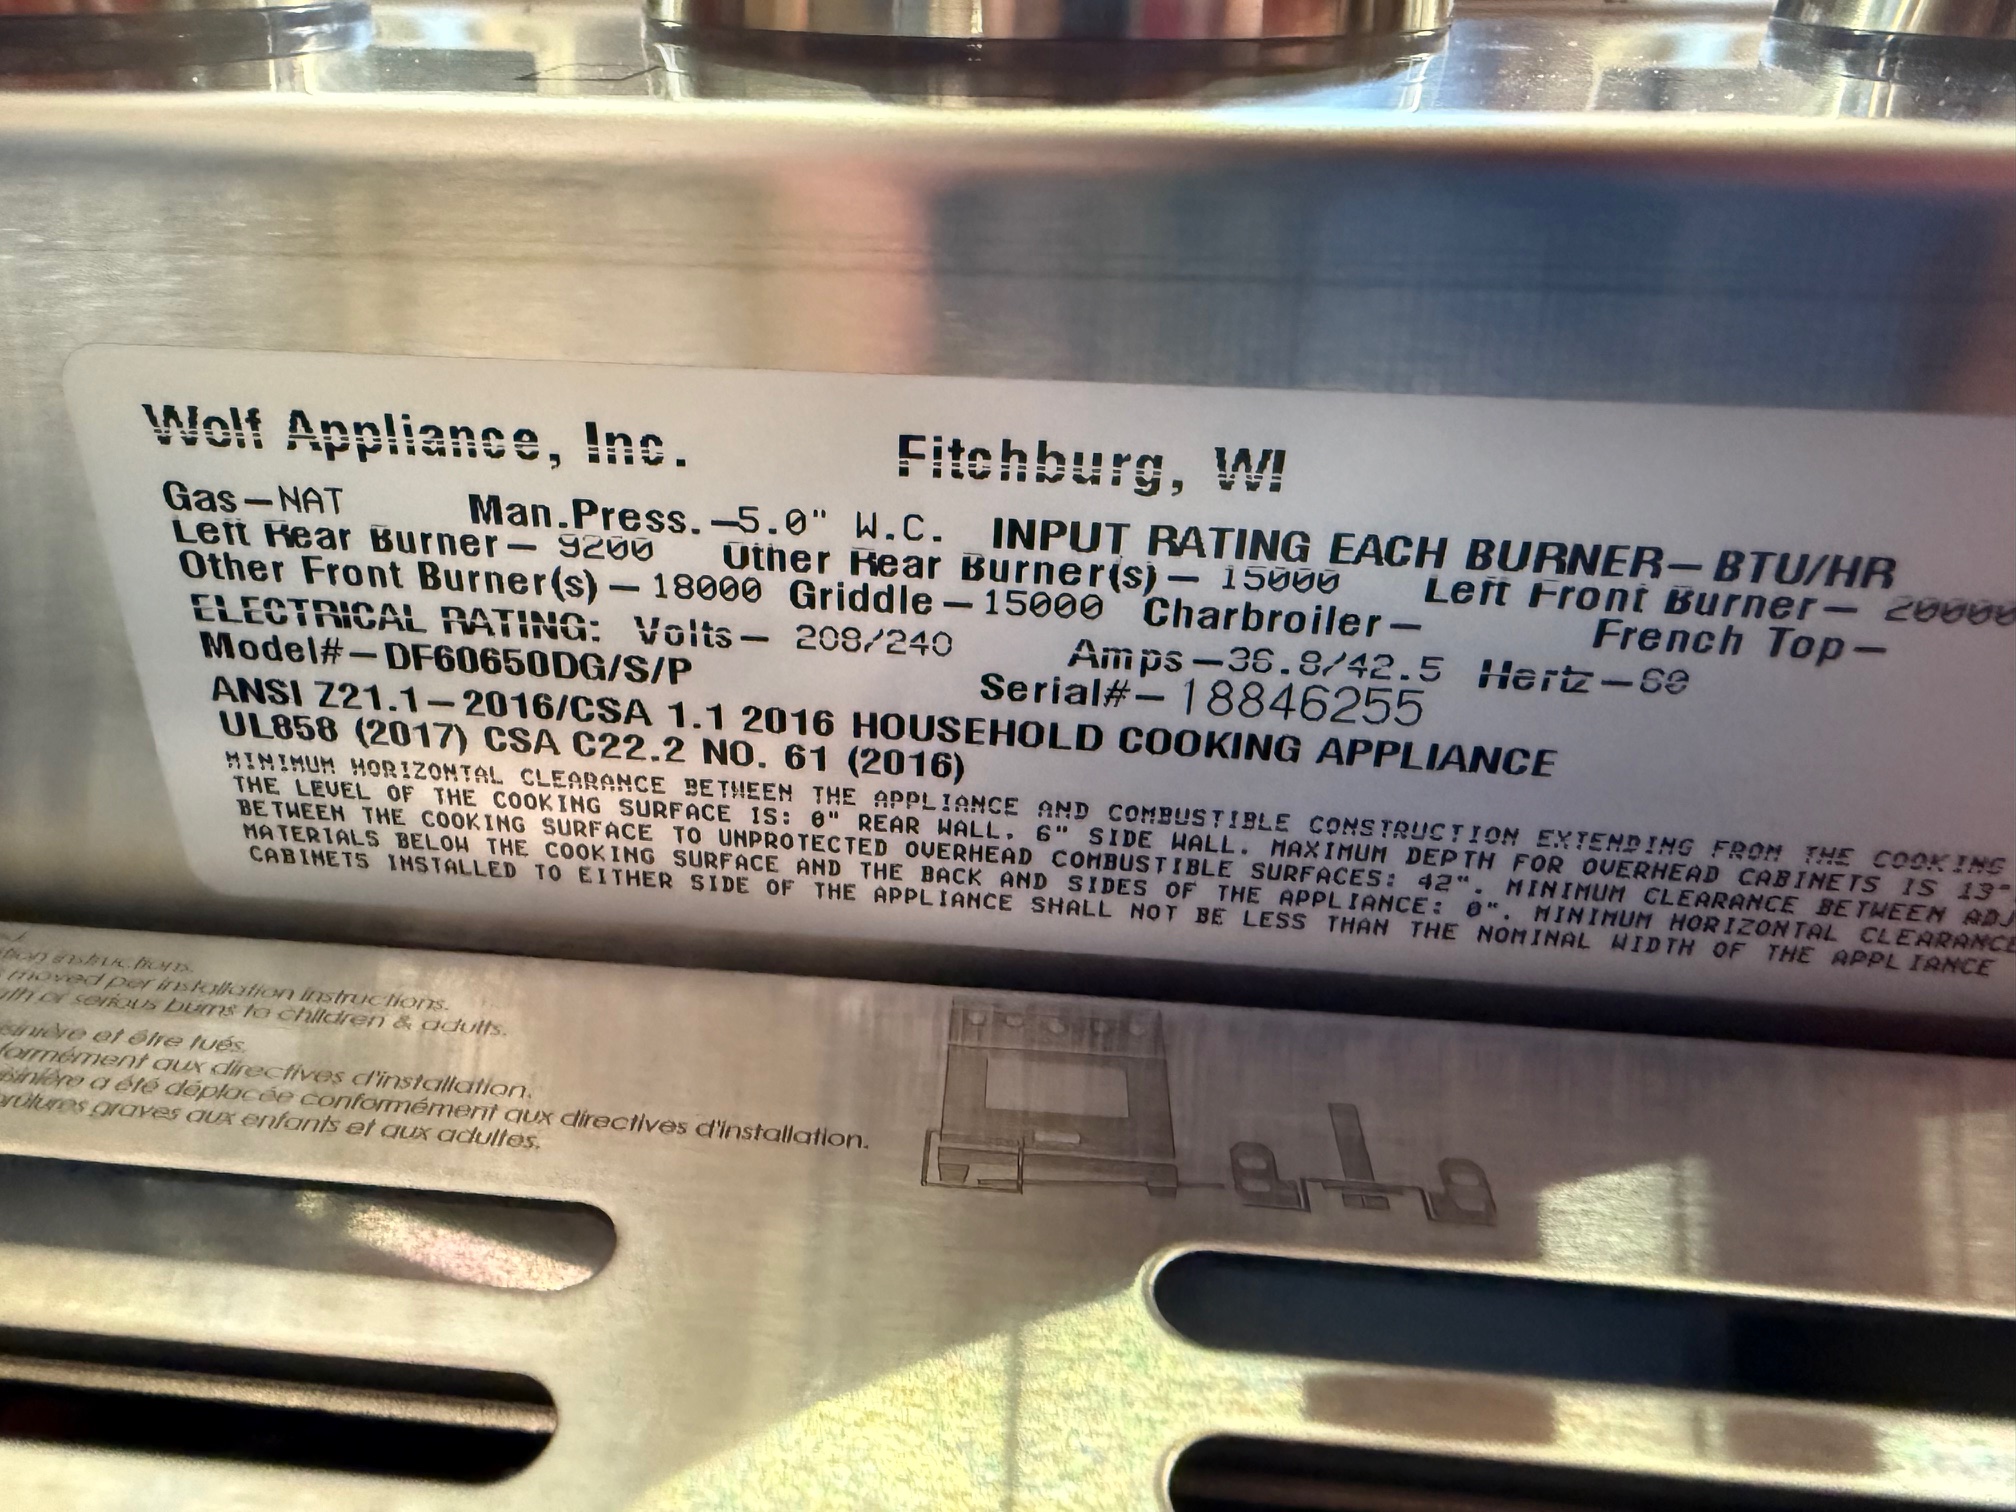 Wolf Appliance, Inc. Fitchburg, WI
Gas—NAT Man.Press.—5.0" W.C. INPUT RATING EACH BURNER—BTU/HR
Left Rear Burner— 9200 Other Rear Burner(s)— 15000 Left Front Burner— 20000
Other Front Burner(s)—18000 Griddle—15000 Charbroiler— French Top—
ELECTRICAL RATING: Volts— 208/240 Amps—36.8/42.5 Hertz—60
Model#—DF60650DG/S/P Serial#—18846255
ANSI Z21.1—2016/CSA 1.1 2016 HOUSEHOLD COOKING APPLIANCE
UL858 (2017) CSA C22.2 NO. 61 (2016)
MINIMUM HORIZONTAL CLEARANCE BETWEEN THE APPLIANCE AND COMBUSTIBLE CONSTRUCTION EXTENDING FROM THE COOKING
THE LEVEL OF THE COOKING SURFACE IS: 0" REAR WALL. 6" SIDE WALL. MAXIMUM DEPTH FOR OVERHEAD CABINETS IS 13"
BETWEEN THE COOKING SURFACE TO UNPROTECTED OVERHEAD COMBUSTIBLE SURFACES: 42". MINIMUM CLEARANCE BETWEEN ADJ
MATERIALS BELOW THE COOKING SURFACE AND THE BACK AND SIDES OF THE APPLIANCE: 0". MINIMUM HORIZONTAL CLEARANCE
CABINETS INSTALLED TO EITHER SIDE OF THE APPLIANCE SHALL NOT BE LESS THAN THE NOMINAL WIDTH OF THE APPLIANCE
tion instructions.
moved per installation instructions.
ath or serious burns to children & adults.
sinière et être tués.
formément aux directives d'installation.
sinière a été déplacée conformément aux directives d'installation.
brûlures graves aux enfants et aux adultes.